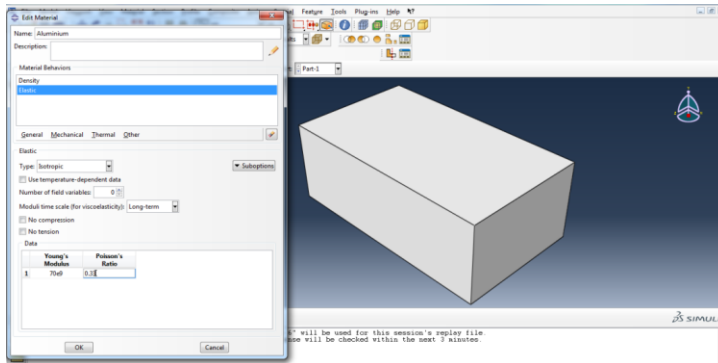 Edit Material
Feature Tools Plug-ins Help
Name: Aluminium
Description:
Part-1
Material Behaviors
Density
Elastic
General Mechanical Thermal Other
Elastic
Type: Isotropic
Suboptions
Use temperature-dependent data
Number of field variables: 0
Moduli time scale (for viscoelasticity): Long-term
No compression
No tension
Data
Young's Modulus
Poisson's Ratio
1 70e9 0.33
OK Cancel
will be used for this session's replay file.
will be checked within the next 3 minutes.
SIMUL